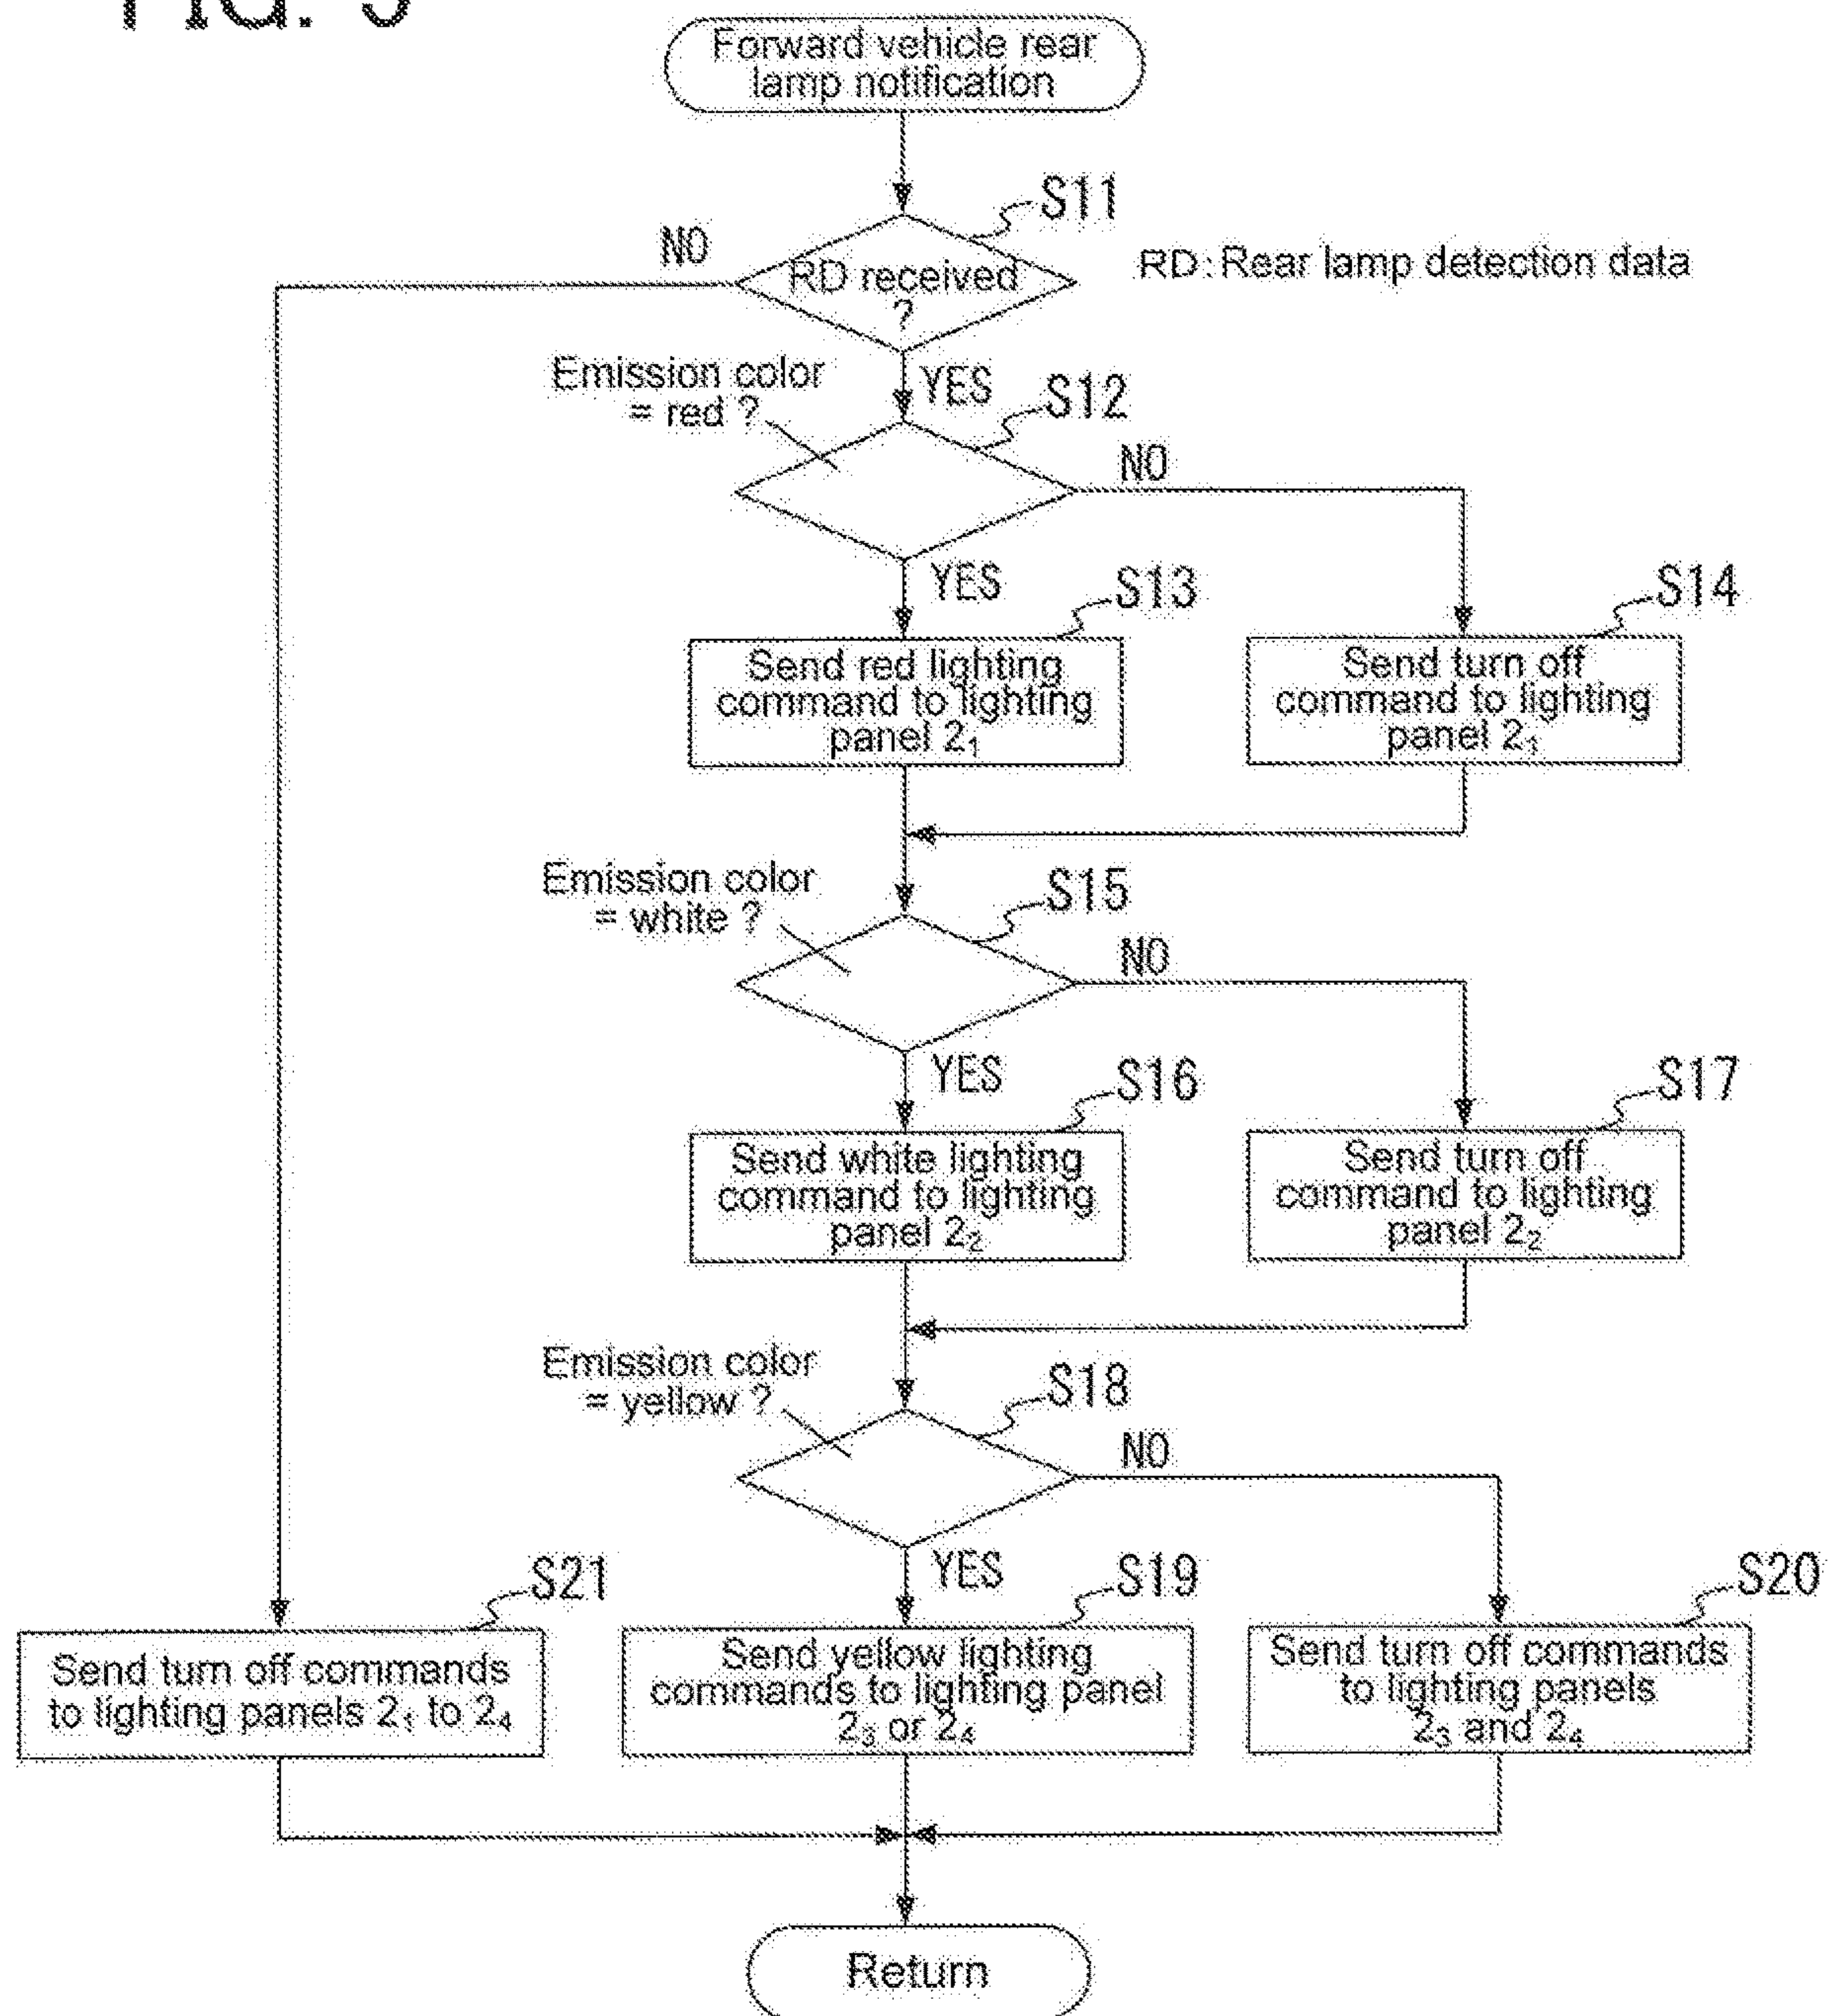 Forward vehicle rear
lamp notification
S11
NO
RD received
?
RD: Rear lamp detection data
YES
Emission color
= red ?
S12
NO
YES
S13
S14
Send red lighting
command to lighting
panel 2₁
Send turn off
command to lighting
panel 2₁
Emission color
= white ?
S15
NO
YES
S16
S17
Send white lighting
command to lighting
panel 2₂
Send turn off
command to lighting
panel 2₂
Emission color
= yellow ?
S18
NO
YES
S21
S19
S20
Send turn off commands
to lighting panels 2₁ to 2₄
Send yellow lighting
commands to lighting panel
2₃ or 2₄
Send turn off commands
to lighting panels
2₃ and 2₄
Return